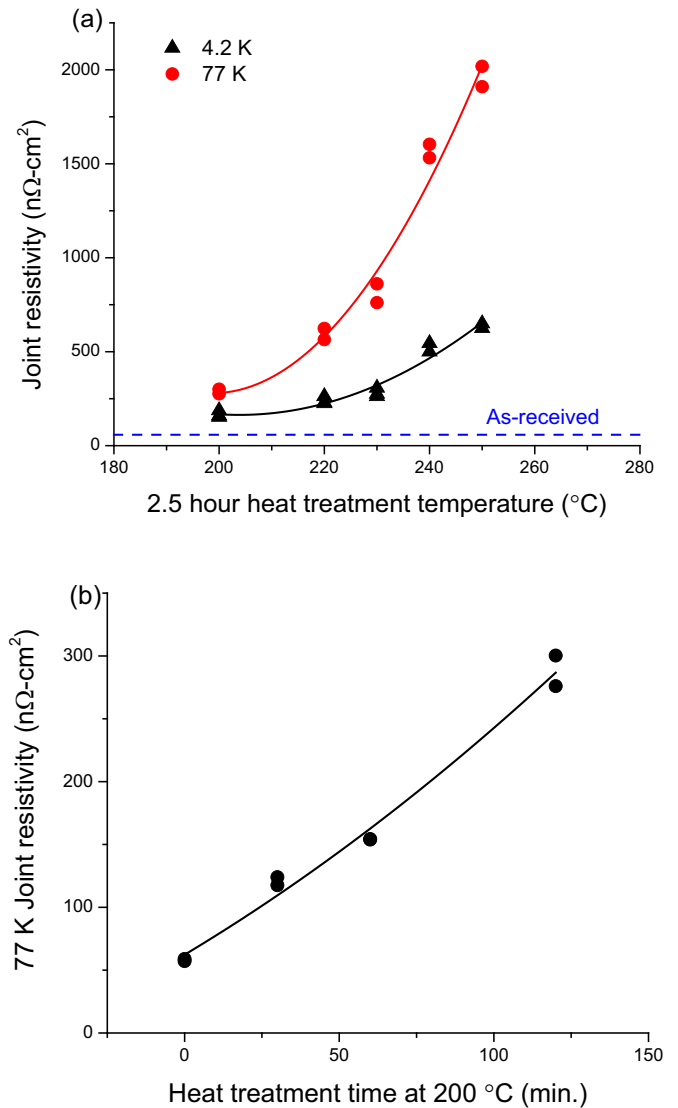 (a)
4.2 K
77 K
2000
1500
1000
500
0
As-received
180 200 220 240 260 280
2.5 hour heat treatment temperature (°C)
Joint resistivity (nΩ-cm²)
(b)
300
200
100
0
0 50 100 150
Heat treatment time at 200 °C (min.)
77 K Joint resistivity (nΩ-cm²)